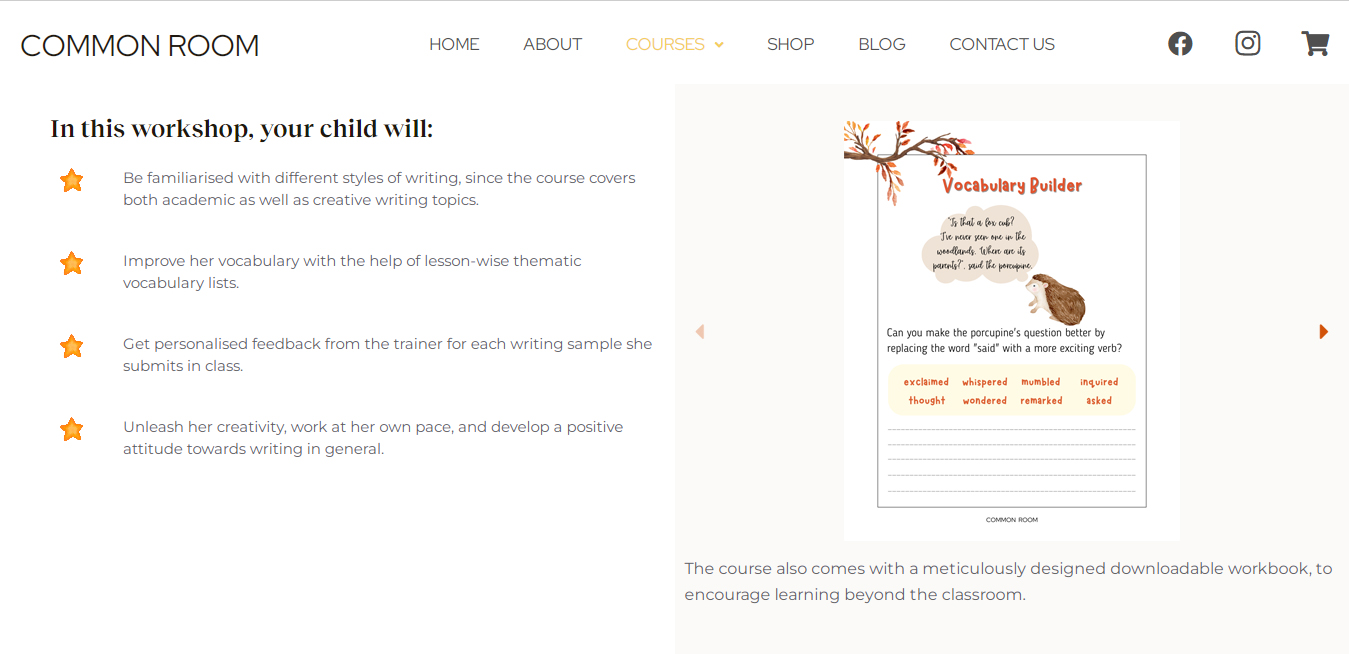 COMMON ROOM
HOME ABOUT COURSES SHOP BLOG CONTACT US
In this workshop, your child will:
Be familiarised with different styles of writing, since the course covers
both academic as well as creative writing topics.
Improve her vocabulary with the help of lesson-wise thematic
vocabulary lists.
Get personalised feedback from the trainer for each writing sample she
submits in class.
Unleash her creativity, work at her own pace, and develop a positive
attitude towards writing in general.
Vocabulary Builder
"Is that a fox cub?
"I've never seen one in the
woodlands. Where are its
parents?", said the porcupine.
Can you make the porcupine's question better by
replacing the word "said" with a more exciting verb?
exclaimed whispered mumbled inquired
thought wondered remarked asked
COMMON ROOM
The course also comes with a meticulously designed downloadable workbook, to
encourage learning beyond the classroom.